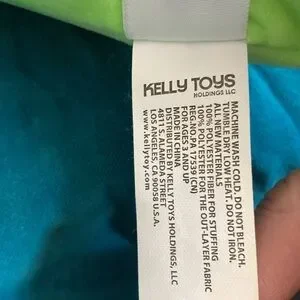 KELLY TOYS
HOLDINGS LLC
MACHINE WASH COLD. DO NOT BLEACH.
TUMBLE DRY LOW HEAT. DO NOT IRON.
ALL NEW MATERIALS
100% POLYESTER FIBER FOR STUFFING
100% POLYESTER FOR THE OUT-LAYER FABRIC
REG.NO.PA 17539 (CN)
FOR AGES 3 AND UP
MADE IN CHINA
DISTRIBUTED BY KELLY TOYS HOLDINGS, LLC
4811 S. ALAMEDA STREET
LOS ANGELES, CA 90058 U.S.A.
www.kellytoy.com